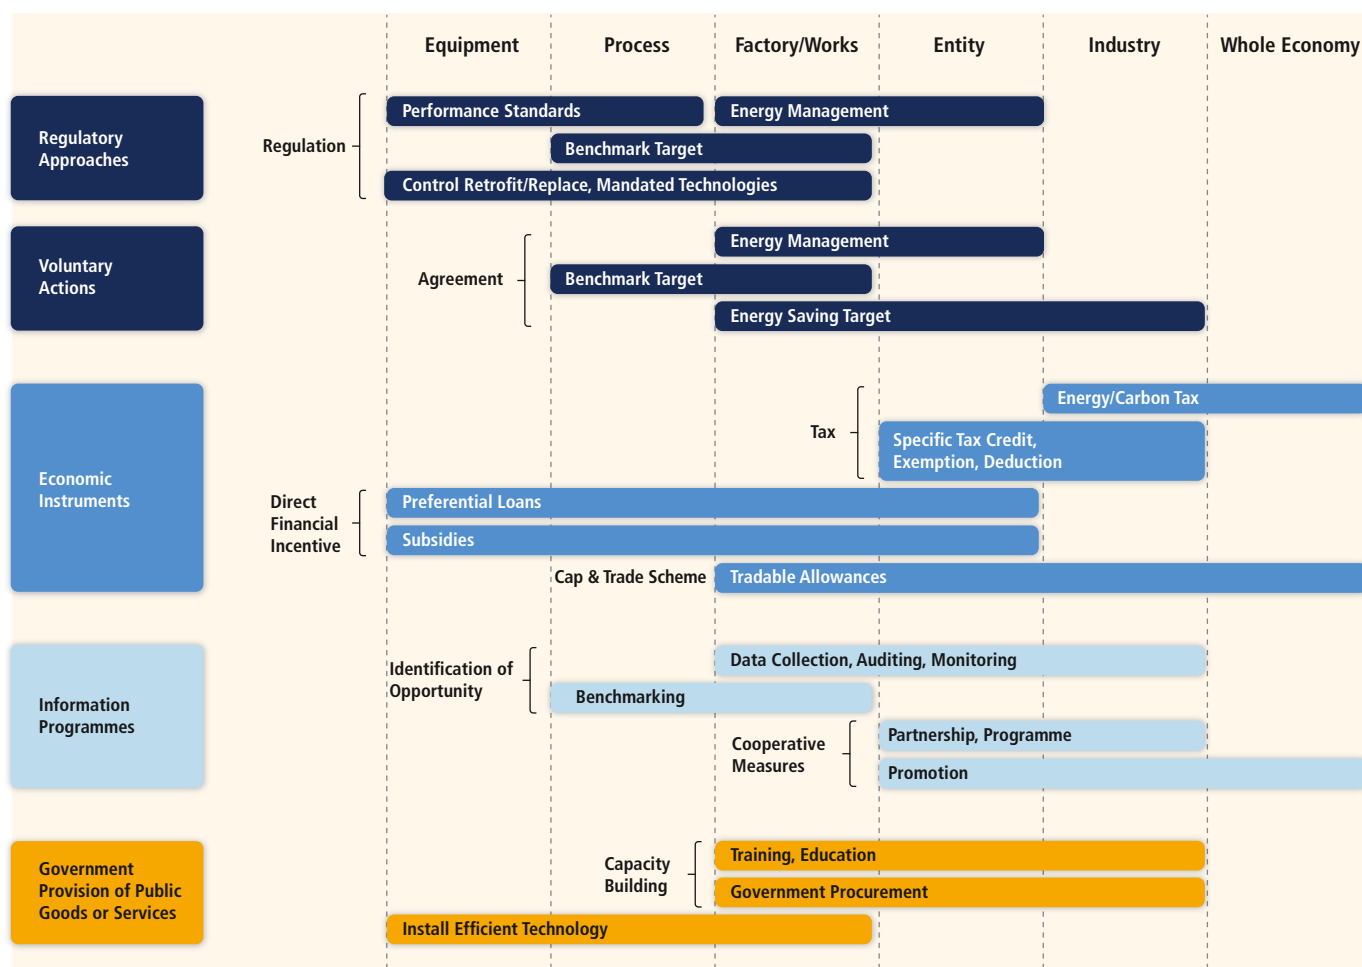 Equipment
Process
Factory/Works
Entity
Industry
Whole Economy
Regulatory
Approaches
Regulation
Performance Standards
Energy Management
Benchmark Target
Control Retrofit/Replace, Mandated Technologies
Voluntary
Actions
Agreement
Energy Management
Benchmark Target
Energy Saving Target
Economic
Instruments
Tax
Energy/Carbon Tax
Specific Tax Credit,
Exemption, Deduction
Direct
Financial
Incentive
Preferential Loans
Subsidies
Cap & Trade Scheme
Tradable Allowances
Information
Programmes
Identification of
Opportunity
Data Collection, Auditing, Monitoring
Benchmarking
Cooperative
Measures
Partnership, Programme
Promotion
Government
Provision of Public
Goods or Services
Capacity
Building
Training, Education
Government Procurement
Install Efficient Technology